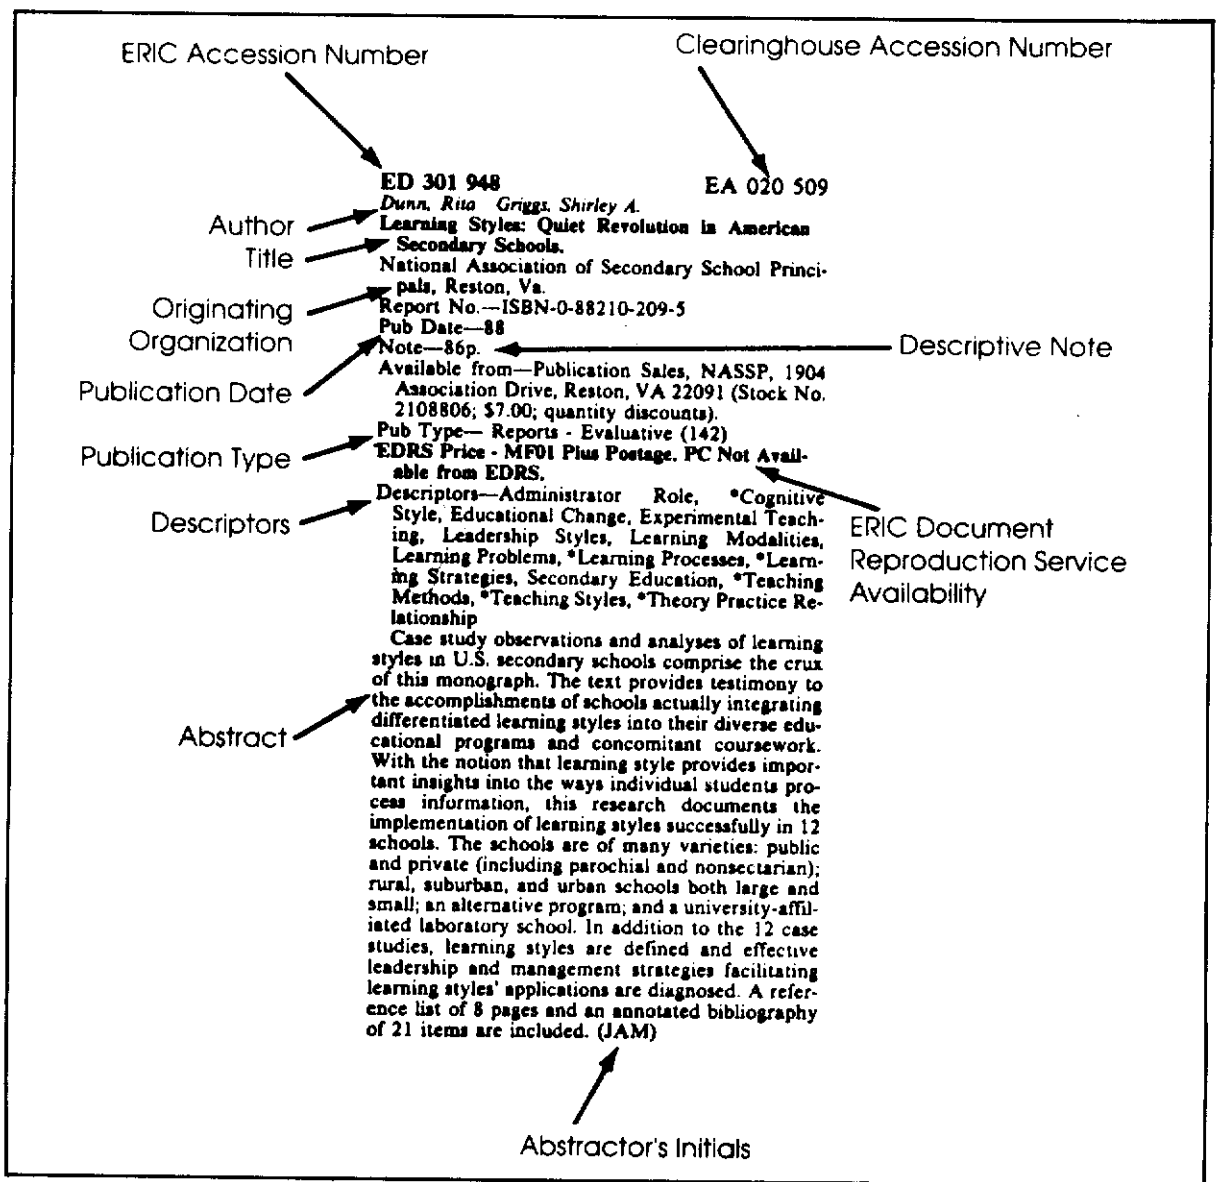 ERIC Accession Number
Clearinghouse Accession Number
ED 301 948 EA 020 509
Dunn, Rita Griggs, Shirley A.
Learning Styles: Quiet Revolution in American
Secondary Schools.
National Association of Secondary School Princi-
pals, Reston, Va.
Report No.—ISBN-0-88210-209-5
Pub Date—88
Note—86p.
Available from—Publication Sales, NASSP, 1904
Association Drive, Reston, VA 22091 (Stock No.
2108806; $7.00; quantity discounts).
Pub Type— Reports - Evaluative (142)
EDRS Price - MF01 Plus Postage. PC Not Avail-
able from EDRS.
Descriptors—Administrator Role, *Cognitive
Style, Educational Change, Experimental Teach-
ing, Leadership Styles, Learning Modalities,
Learning Problems, *Learning Processes, *Learn-
ing Strategies, Secondary Education, *Teaching
Methods, *Teaching Styles, *Theory Practice Re-
lationship
Case study observations and analyses of learning
styles in U.S. secondary schools comprise the crux
of this monograph. The text provides testimony to
the accomplishments of schools actually integrating
differentiated learning styles into their diverse edu-
cational programs and concomitant coursework.
With the notion that learning style provides impor-
tant insights into the ways individual students pro-
cess information, this research documents the
implementation of learning styles successfully in 12
schools. The schools are of many varieties: public
and private (including parochial and nonsectarian);
rural, suburban, and urban schools both large and
small; an alternative program; and a university-affil-
iated laboratory school. In addition to the 12 case
studies, learning styles are defined and effective
leadership and management strategies facilitating
learning styles' applications are diagnosed. A refer-
ence list of 8 pages and an annotated bibliography
of 21 items are included. (JAM)
Author
Title
Originating
Organization
Publication Date
Publication Type
Descriptors
Abstract
Descriptive Note
ERIC Document
Reproduction Service
Availability
Abstractor's Initials